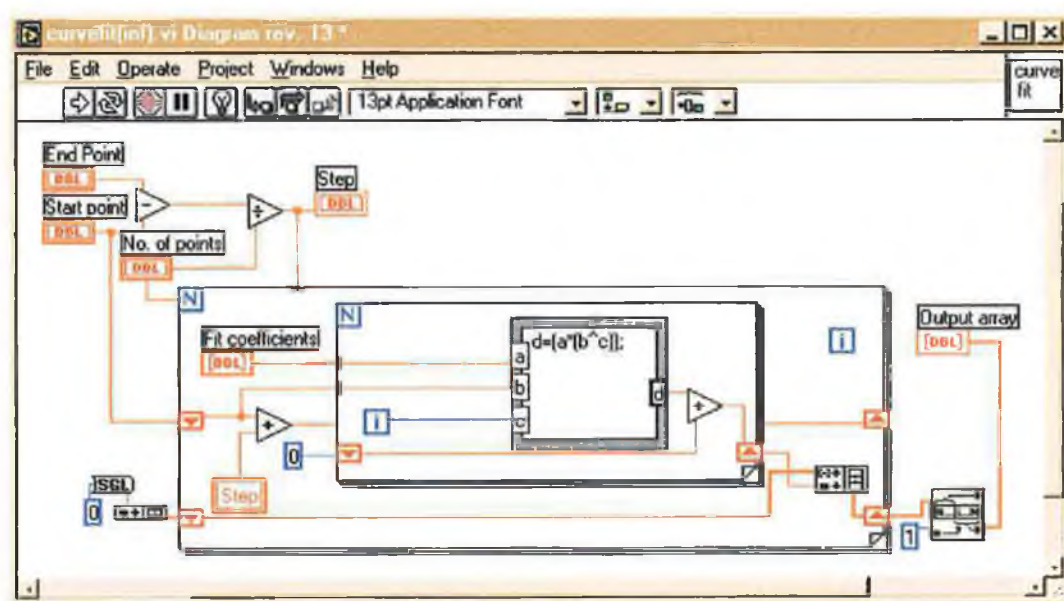 curvefit(inf).vi Diagram rev. 13 *
File Edit Operate Project Windows Help
curve
fit
13pt Application Font
End Point
DBL
Step
DBL
Start point
DBL
No. of points
DBL
N
N
Fit coefficients
[DBL]
d=(a*(b^c));
a
b
c
d
i
i
Output array
[DBL]
0
Step
SGL
0
1